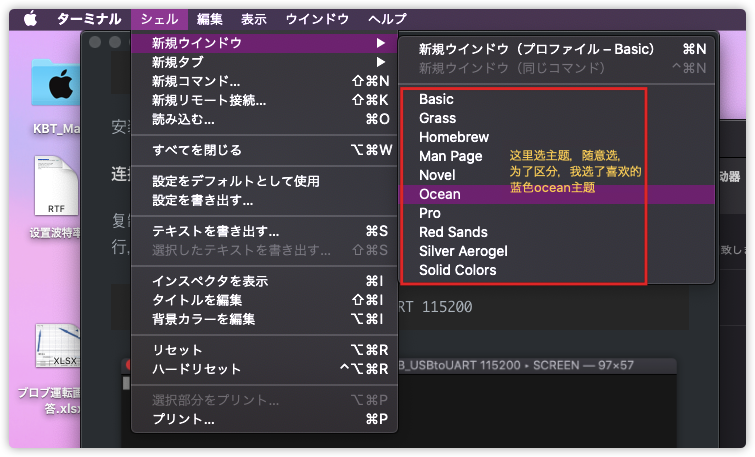 ターミナル シェル 編集 表示 ウインドウ ヘルプ
新規ウインドウ ▶
新規タブ ▶
新規コマンド... ⇧⌘N
新規リモート接続... ⇧⌘K
読み込む... ⌘O
すべてを閉じる ⌥⌘W
設定をデフォルトとして使用
設定を書き出す...
テキストを書き出す... ⌘S
選択したテキストを書き出す... ⇧⌘S
インスペクタを表示 ⌘I
タイトルを編集 ⇧⌘I
背景カラーを編集 ⌥⌘I
リセット ⌥⌘R
ハードリセット ^⌥⌘R
選択部分をプリント... ⌥⌘P
プリント... ⌘P
新規ウインドウ（プロファイル – Basic） ⌘N
新規ウインドウ（同じコマンド） ^⌘N
Basic
Grass
Homebrew
Man Page
Novel
Ocean
Pro
Red Sands
Silver Aerogel
Solid Colors
这里选主题，随意选，
为了区分，我选了喜欢的
蓝色ocean主题
KBT_Ma
RTF
设置波特率
XLSX
プロブ運転画
答.xlsx
安装
连接
复制
行，
RT 115200
B_USBtoUART 115200 • SCREEN — 97×57
动器
致しま